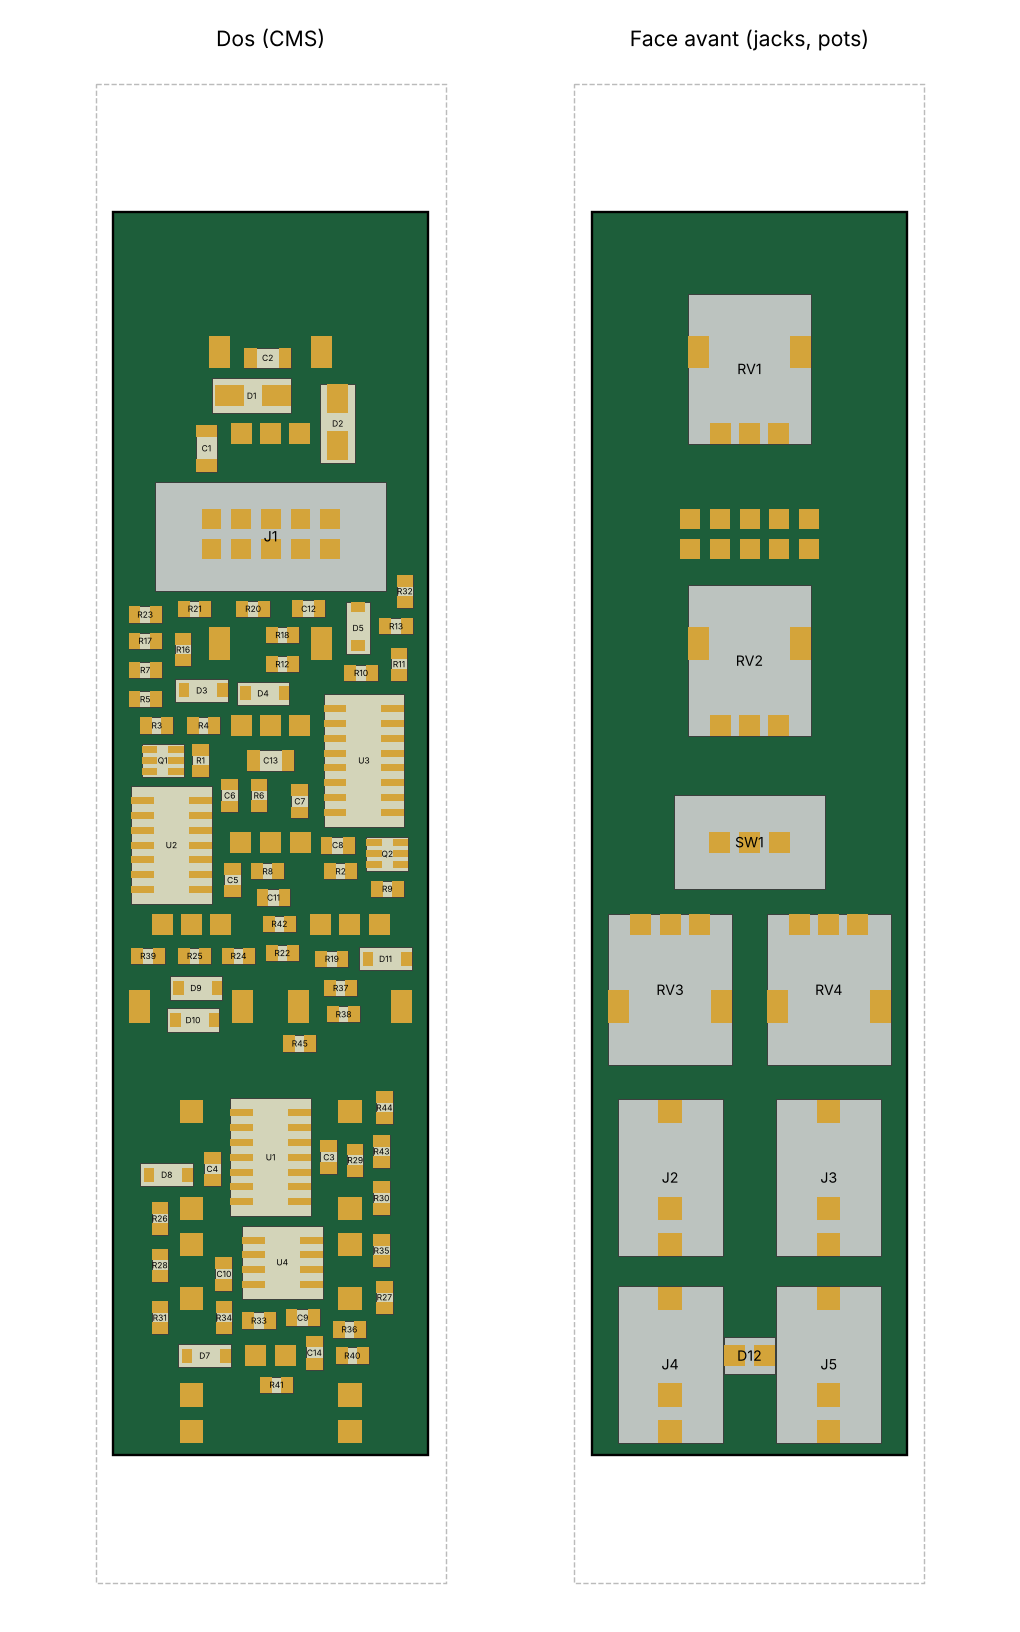 Dos (CMS)
Face avant (jacks, pots)
C2
D1
D2
C1
J1
R32
R23
R21
R20
C12
D5
R13
R17
R16
R18
R7
R12
R10
R11
R5
D3
D4
R3
R4
Q1
R1
C13
U3
C6
R6
C7
U2
C8
Q2
C5
R8
R2
R9
C11
R42
R39
R25
R24
R22
R19
D11
D9
R37
D10
R38
R45
R44
U1
C3
R29
R43
D8
C4
R30
R26
R28
C10
U4
R35
R27
R31
R34
R33
C9
R36
D7
C14
R40
R41
RV1
RV2
SW1
RV3
RV4
J2
J3
J4
D12
J5